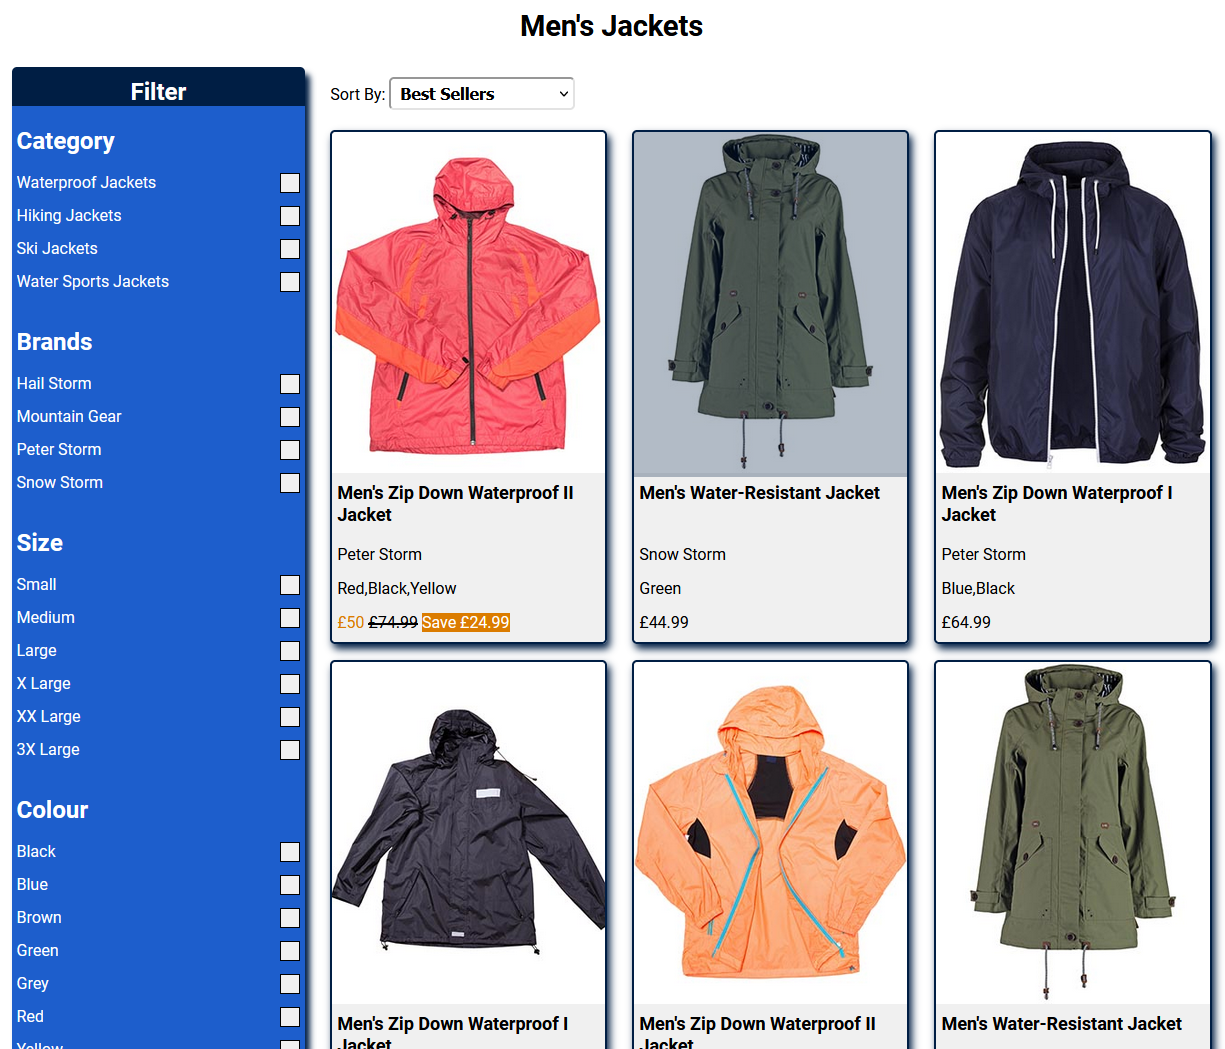 Men's Jackets
Filter
Category
Waterproof Jackets
Hiking Jackets
Ski Jackets
Water Sports Jackets
Brands
Hail Storm
Mountain Gear
Peter Storm
Snow Storm
Size
Small
Medium
Large
X Large
XX Large
3X Large
Colour
Black
Blue
Brown
Green
Grey
Red
Yellow
Sort By: Best Sellers
Men's Zip Down Waterproof II
Jacket
Peter Storm
Red,Black,Yellow
£50 £74.99 Save £24.99
Men's Water-Resistant Jacket
Snow Storm
Green
£44.99
Men's Zip Down Waterproof I
Jacket
Peter Storm
Blue,Black
£64.99
Men's Zip Down Waterproof I
Jacket
Men's Zip Down Waterproof II
Jacket
Men's Water-Resistant Jacket